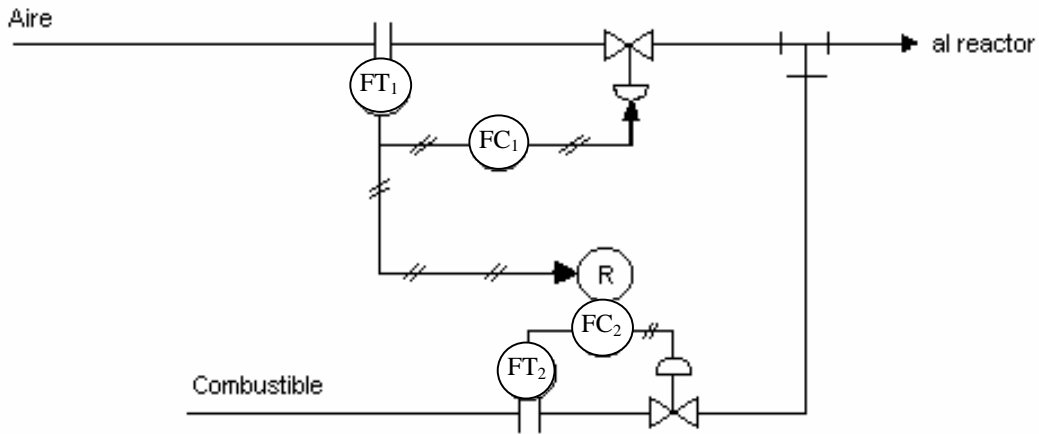 Aire
al reactor
FT₁
FC₁
R
FC₂
FT₂
Combustible